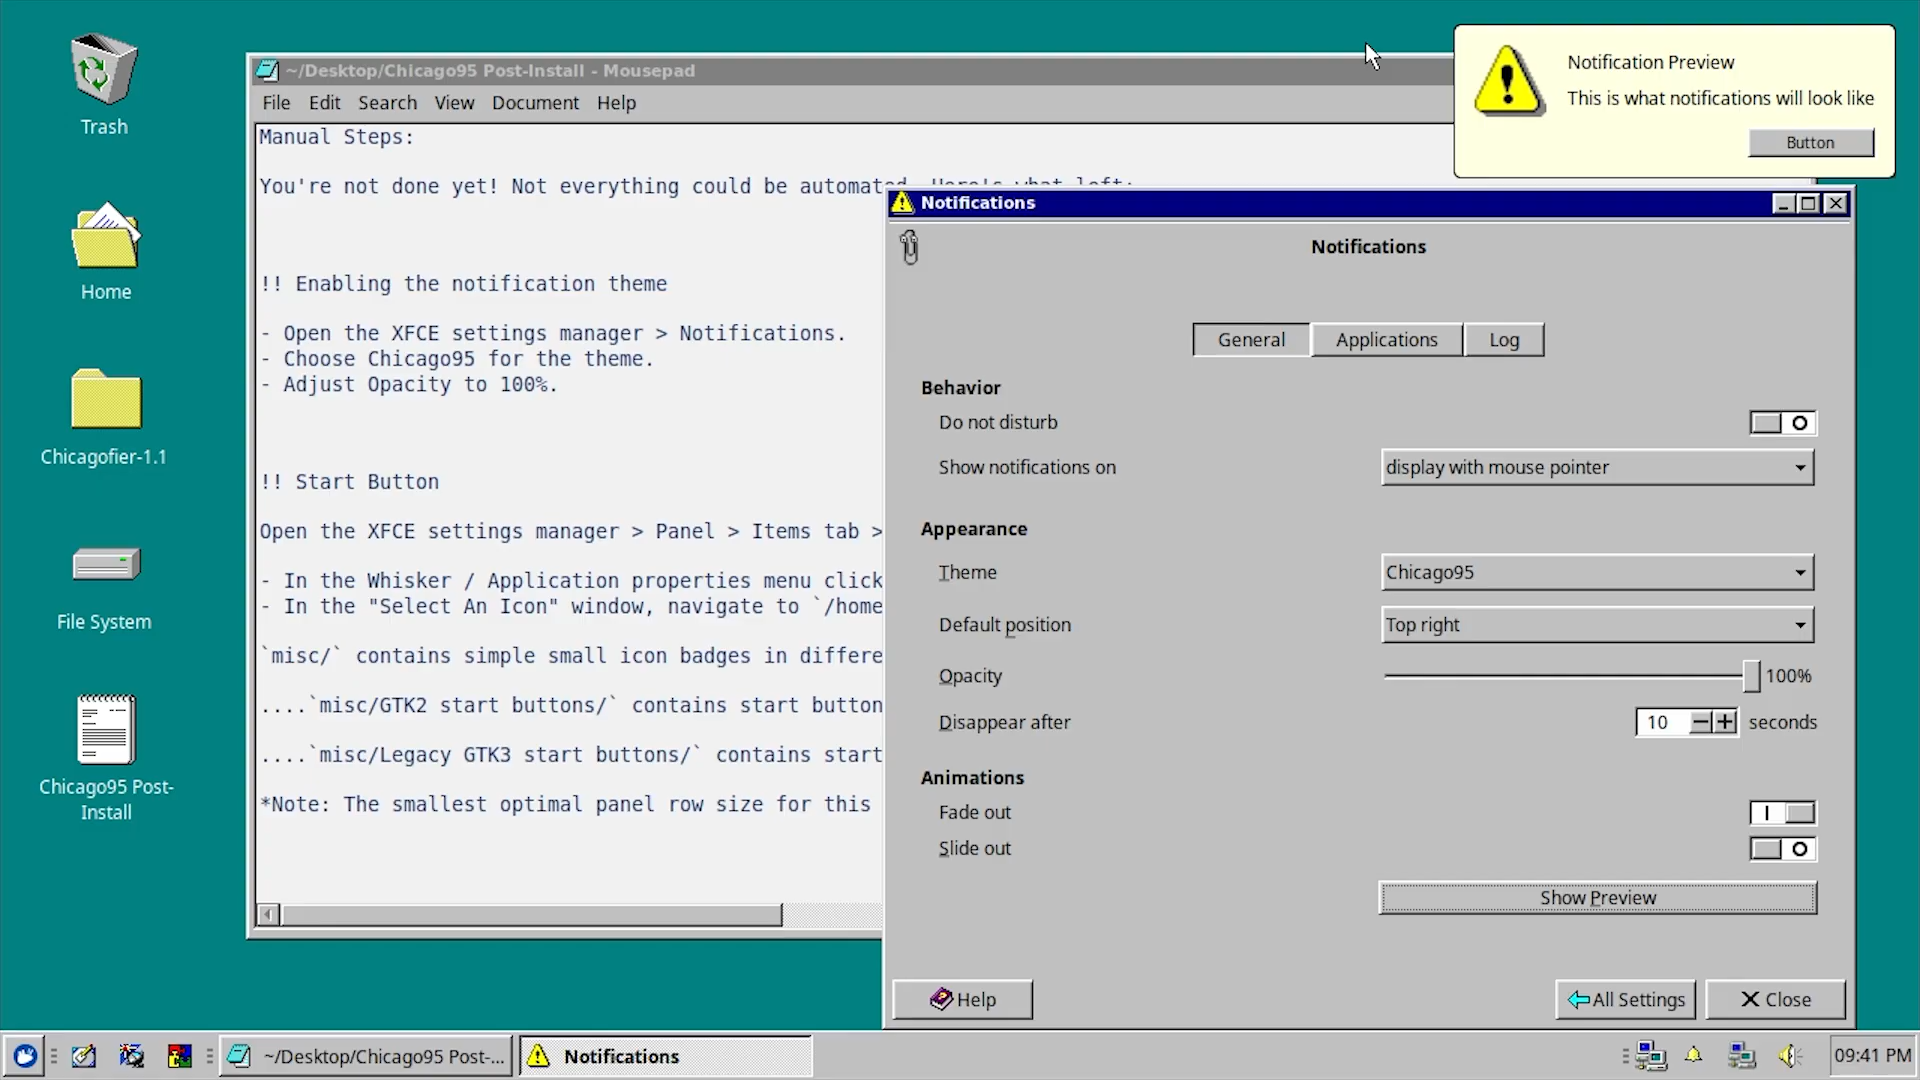 Trash
Home
Chicagofier-1.1
File System
Chicago95 Post-
Install
~/Desktop/Chicago95 Post-Install - Mousepad
File Edit Search View Document Help
Manual Steps:
You're not done yet! Not everything could be automated. Here's what left:
!! Enabling the notification theme
- Open the XFCE settings manager > Notifications.
- Choose Chicago95 for the theme.
- Adjust Opacity to 100%.
!! Start Button
Open the XFCE settings manager > Panel > Items tab >
- In the Whisker / Application properties menu click
- In the "Select An Icon" window, navigate to `/home
`misc/` contains simple small icon badges in differe
....`misc/GTK2 start buttons/` contains start button
....`misc/Legacy GTK3 start buttons/` contains start
*Note: The smallest optimal panel row size for this
Notification Preview
This is what notifications will look like
Button
Notifications
Notifications
General Applications Log
Behavior
Do not disturb
Show notifications on display with mouse pointer
Appearance
Theme Chicago95
Default position Top right
Opacity 100%
Disappear after 10 seconds
Animations
Fade out
Slide out
Show Preview
Help All Settings Close
~/Desktop/Chicago95 Post-... Notifications 09:41 PM